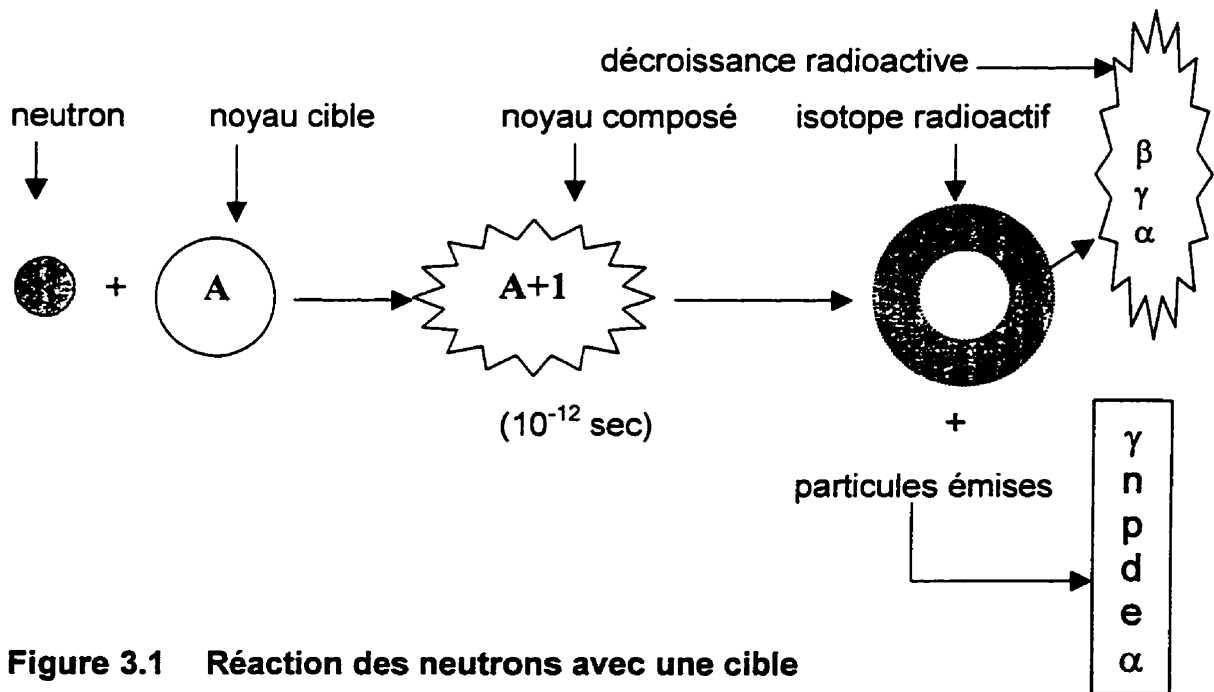 décroissance radioactive
neutron
noyau cible
noyau composé
isotope radioactif
β
γ
α
+
A
A+1
(10⁻¹² sec)
+
particules émises
γ
n
p
d
e
α
Figure 3.1 Réaction des neutrons avec une cible